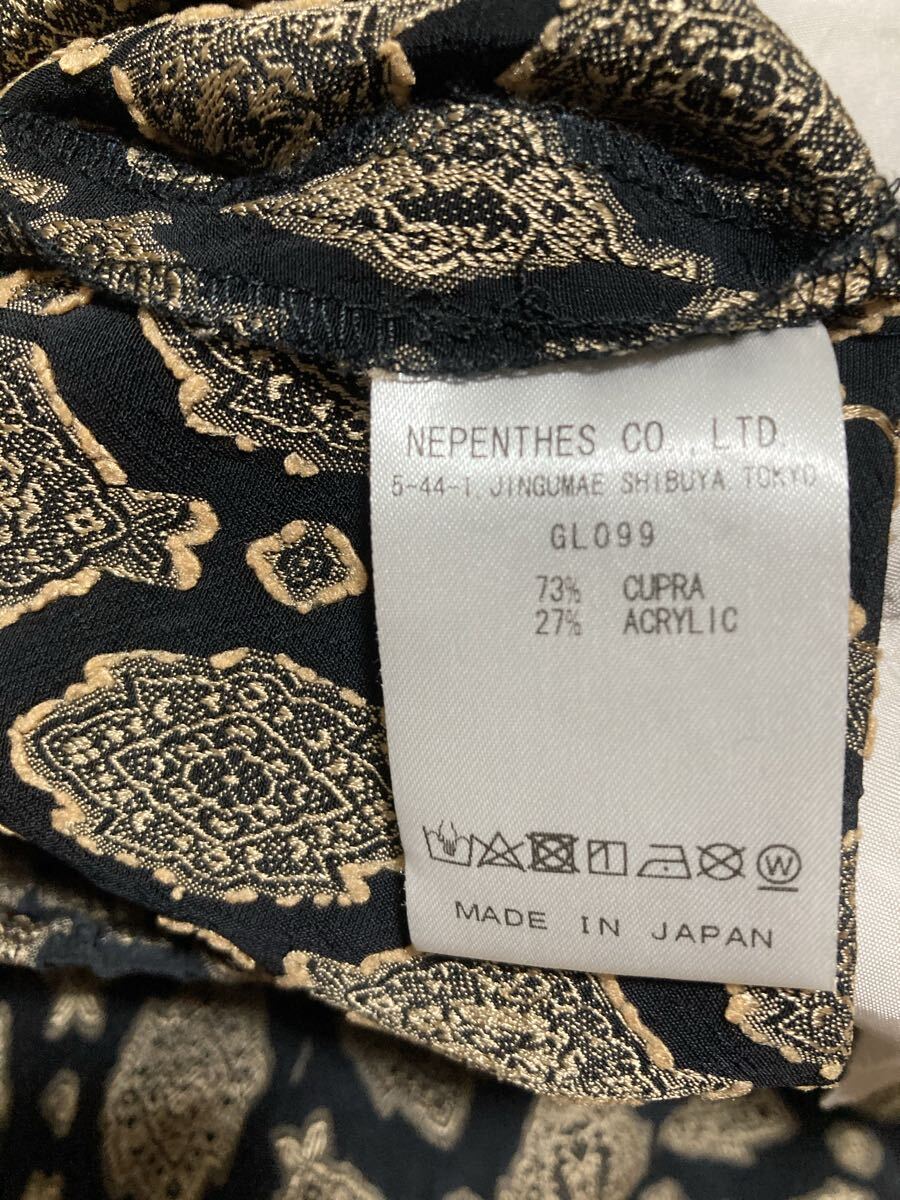 NEPENTHES CO.,LTD.
5-44-1,JINGUMAE SHIBUYA,TOKYO
GL099
73% CUPRA
27% ACRYLIC
W
MADE IN JAPAN